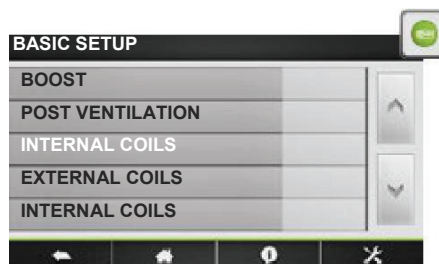 BASIC SETUP
BOOST
POST VENTILATION
INTERNAL COILS
EXTERNAL COILS
INTERNAL COILS